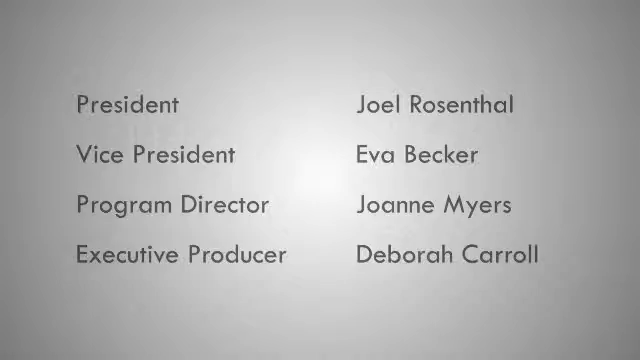 President Joel Rosenthal
Vice President Eva Becker
Program Director Joanne Myers
Executive Producer Deborah Carroll